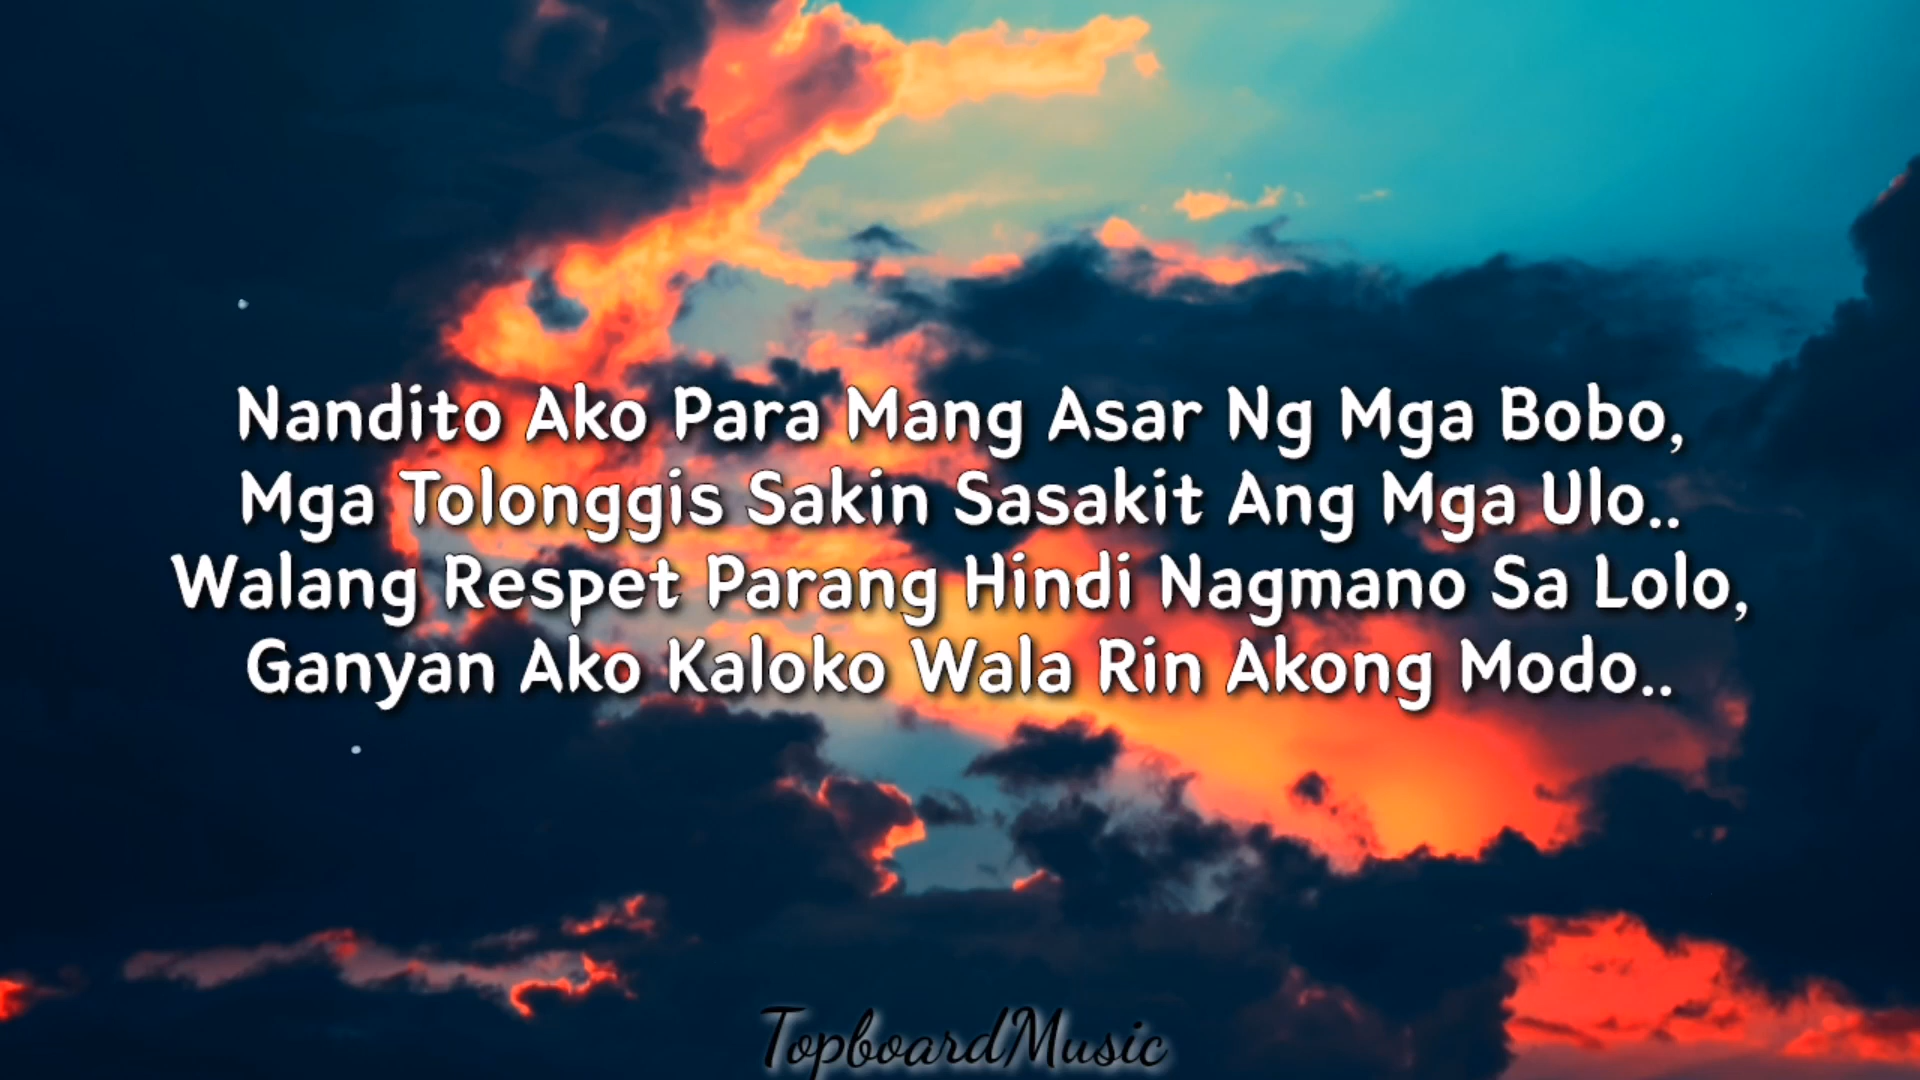 Nandito Ako Para Mang Asar Ng Mga Bobo,
Mga Tolonggis Sakin Sasakit Ang Mga Ulo..
Walang Respet Parang Hindi Nagmano Sa Lolo,
Ganyan Ako Kaloko Wala Rin Akong Modo..
TopboardMusic